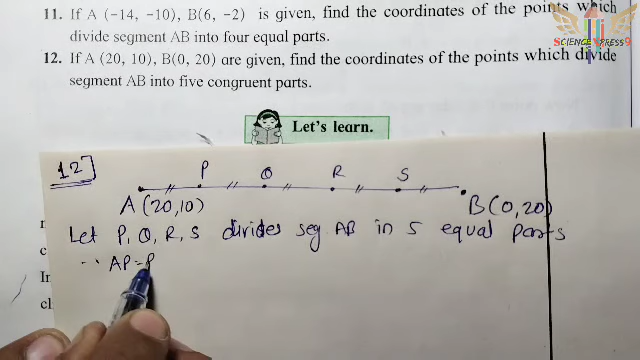 11. If A (-14, -10), B(6, -2) is given, find the coordinates of the points which
divide segment AB into four equal parts.
12. If A (20, 10), B(0, 20) are given, find the coordinates of the points which divide
segment AB into five congruent parts.
SCIENCE XPRESS 9
Let's learn.
12]
P Q R S
A (20,10) B(0,20)
Let P, Q, R, S divides seg AB in 5 equal parts
∴ AP = P
In